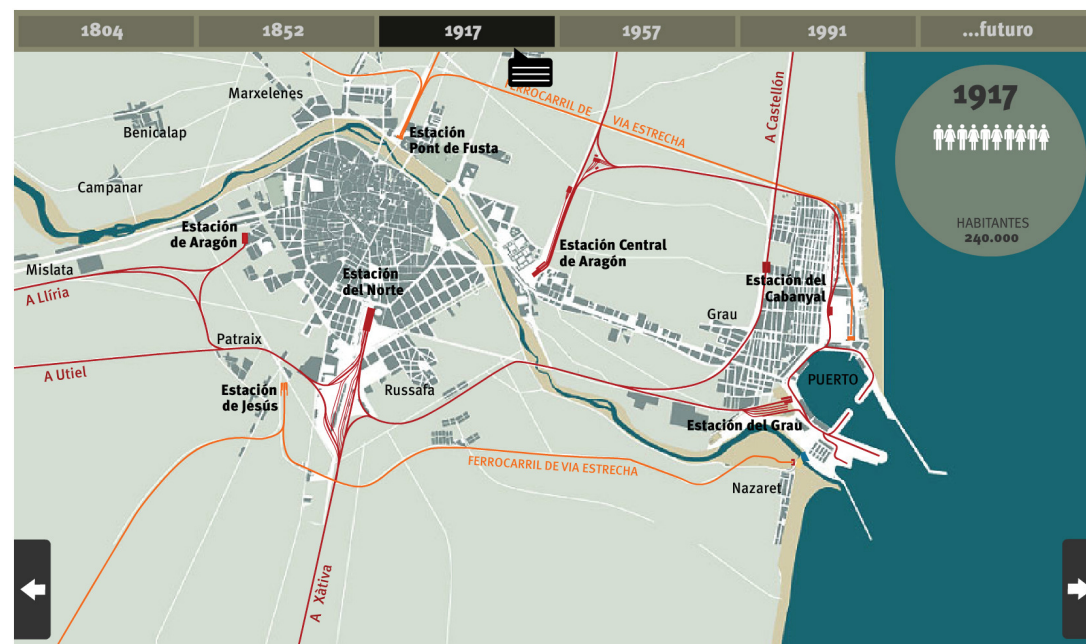 1804
1852
1917
1957
1991
...futuro
Marxelenes
Benicalap
Campanar
Mislata
A Llíria
A Utiel
Estación
de Aragón
Estación
Pont de Fusta
FERROCARRIL DE VIA ESTRECHA
A Castellón
1917
HABITANTES
240.000
Estación Central
de Aragón
Estación
del Norte
Estación del
Cabanyal
Grau
Patraix
Estación
de Jesús
Russafa
PUERTO
Estación del Grau
FERROCARRIL DE VIA ESTRECHA
Nazaret
A Xàtiva